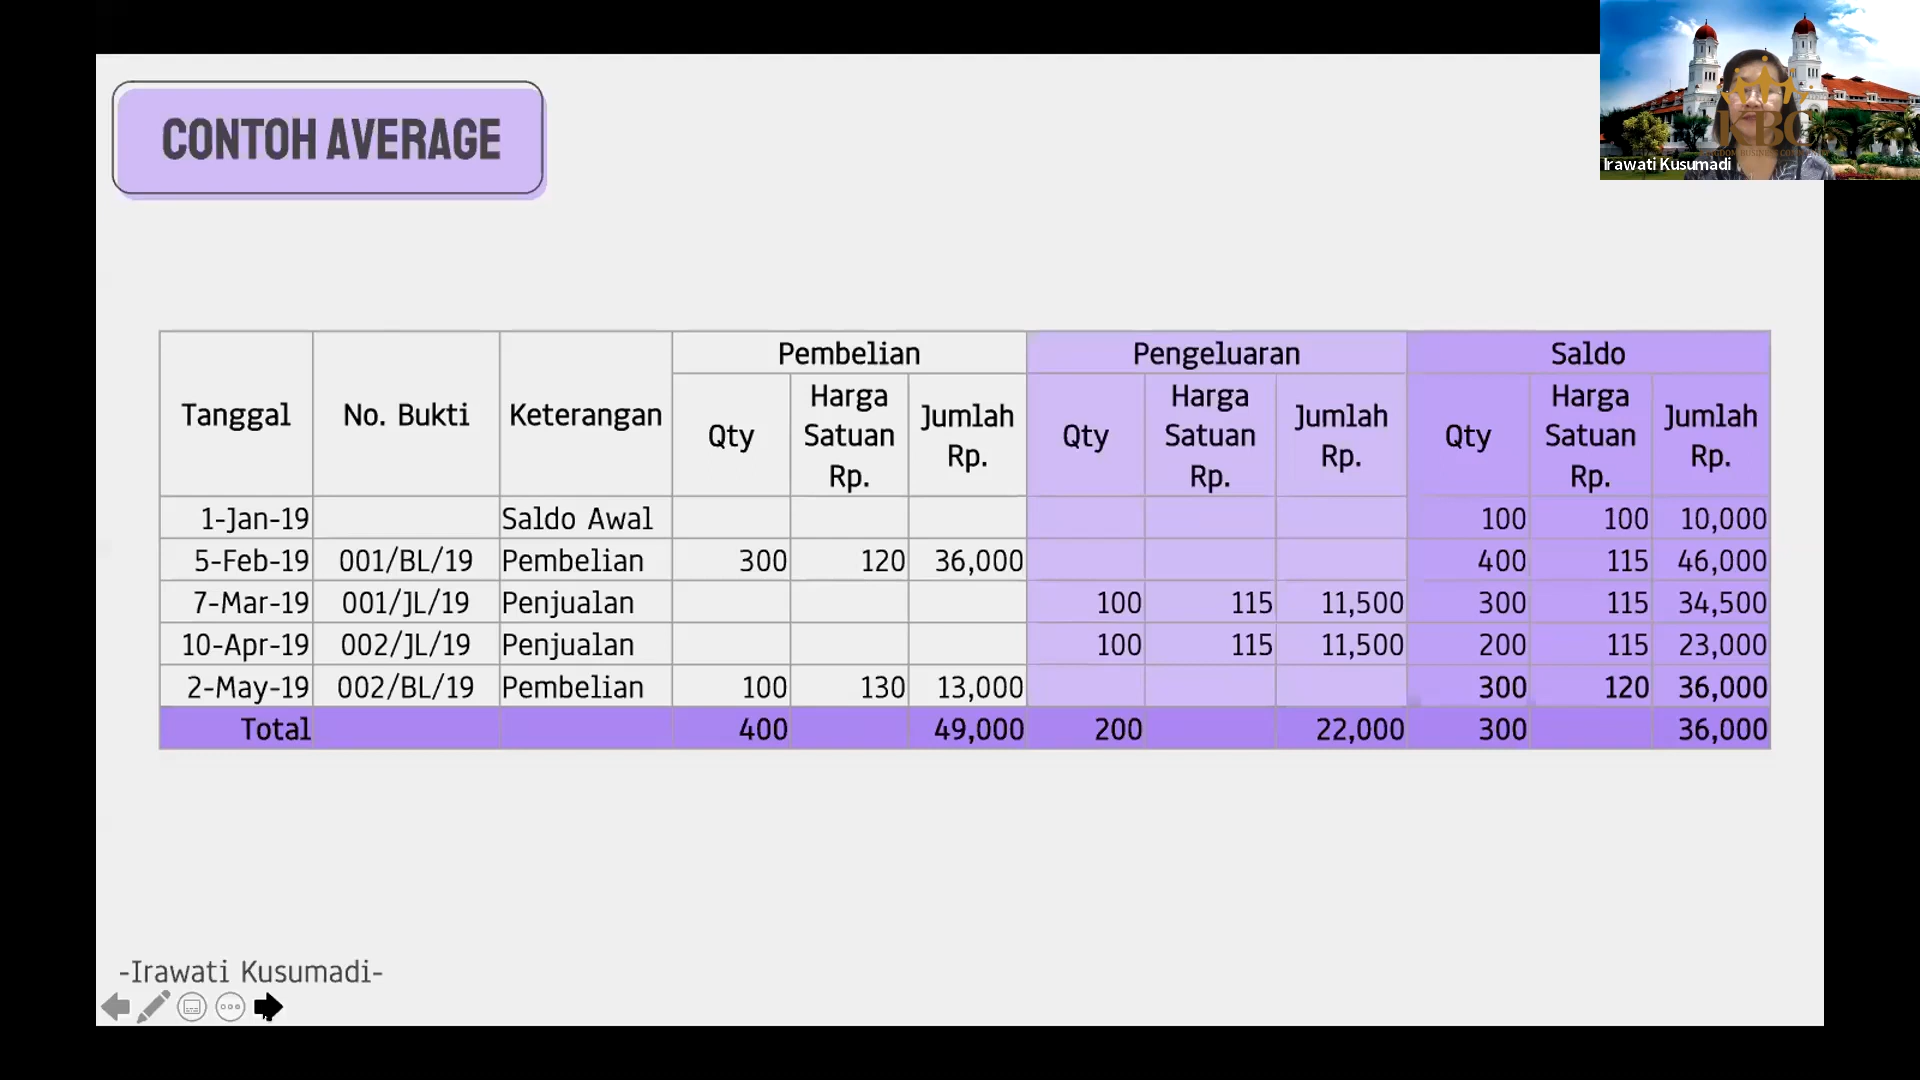 CONTOH AVERAGE
KBC
Irawati Kusumadi
Pembelian Pengeluaran Saldo
Tanggal No. Bukti Keterangan Qty Harga Satuan Rp. Jumlah Rp. Qty Harga Satuan Rp. Jumlah Rp. Qty Harga Satuan Rp. Jumlah Rp.
1-Jan-19 Saldo Awal 100 100 10,000
5-Feb-19 001/BL/19 Pembelian 300 120 36,000 400 115 46,000
7-Mar-19 001/JL/19 Penjualan 100 115 11,500 300 115 34,500
10-Apr-19 002/JL/19 Penjualan 100 115 11,500 200 115 23,000
2-May-19 002/BL/19 Pembelian 100 130 13,000 300 120 36,000
Total 400 49,000 200 22,000 300 36,000
-Irawati Kusumadi-